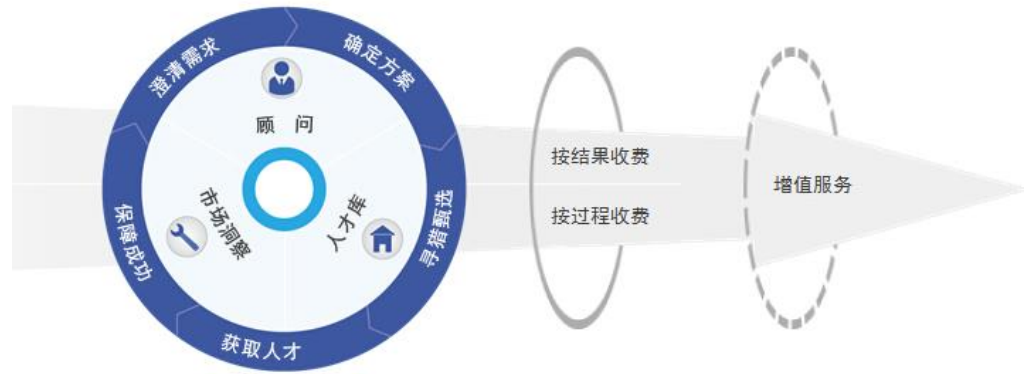 澄清需求
确定方案
寻猎甄选
获取人才
保障成功
顾 问
市场洞察
人才库
按结果收费
按过程收费
增值服务